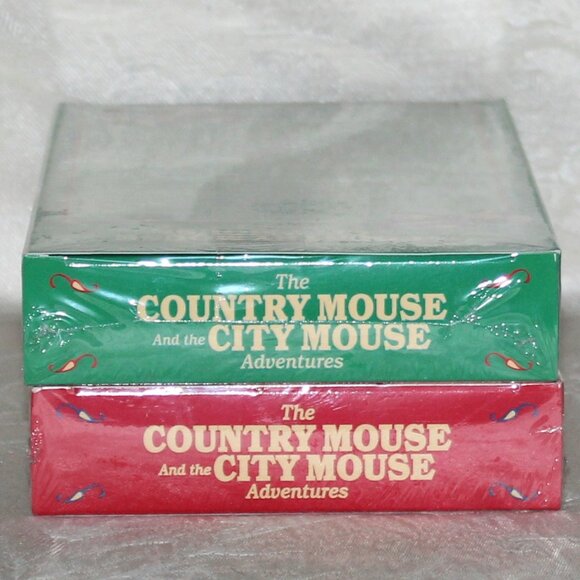 The
COUNTRY MOUSE
And the CITY MOUSE
Adventures
The
COUNTRY MOUSE
And the CITY MOUSE
Adventures